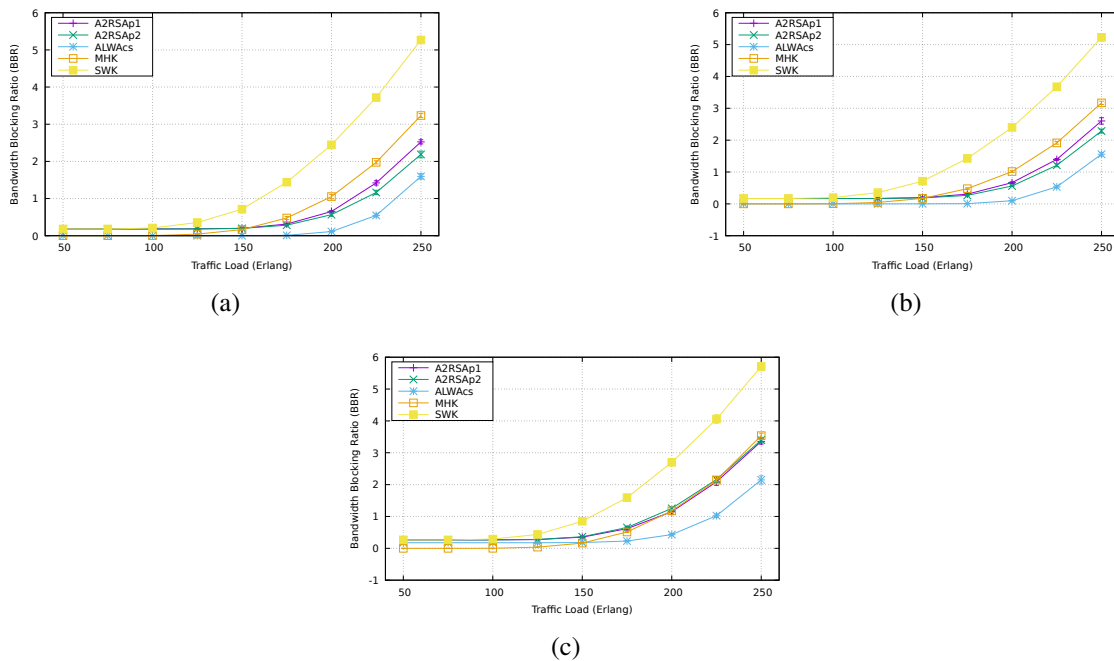 6
5
4
3
2
1
0
50
100
150
200
250
Bandwidth Blocking Ratio (BBR)
Traffic Load (Erlang)
A2RSAp1
A2RSAp2
ALWAcs
MHK
SWK
(a)
6
5
4
3
2
1
0
-1
50
100
150
200
250
Bandwidth Blocking Ratio (BBR)
Traffic Load (Erlang)
A2RSAp1
A2RSAp2
ALWAcs
MHK
SWK
(b)
6
5
4
3
2
1
0
-1
50
100
150
200
250
Bandwidth Blocking Ratio (BBR)
Traffic Load (Erlang)
A2RSAp1
A2RSAp2
ALWAcs
MHK
SWK
(c)